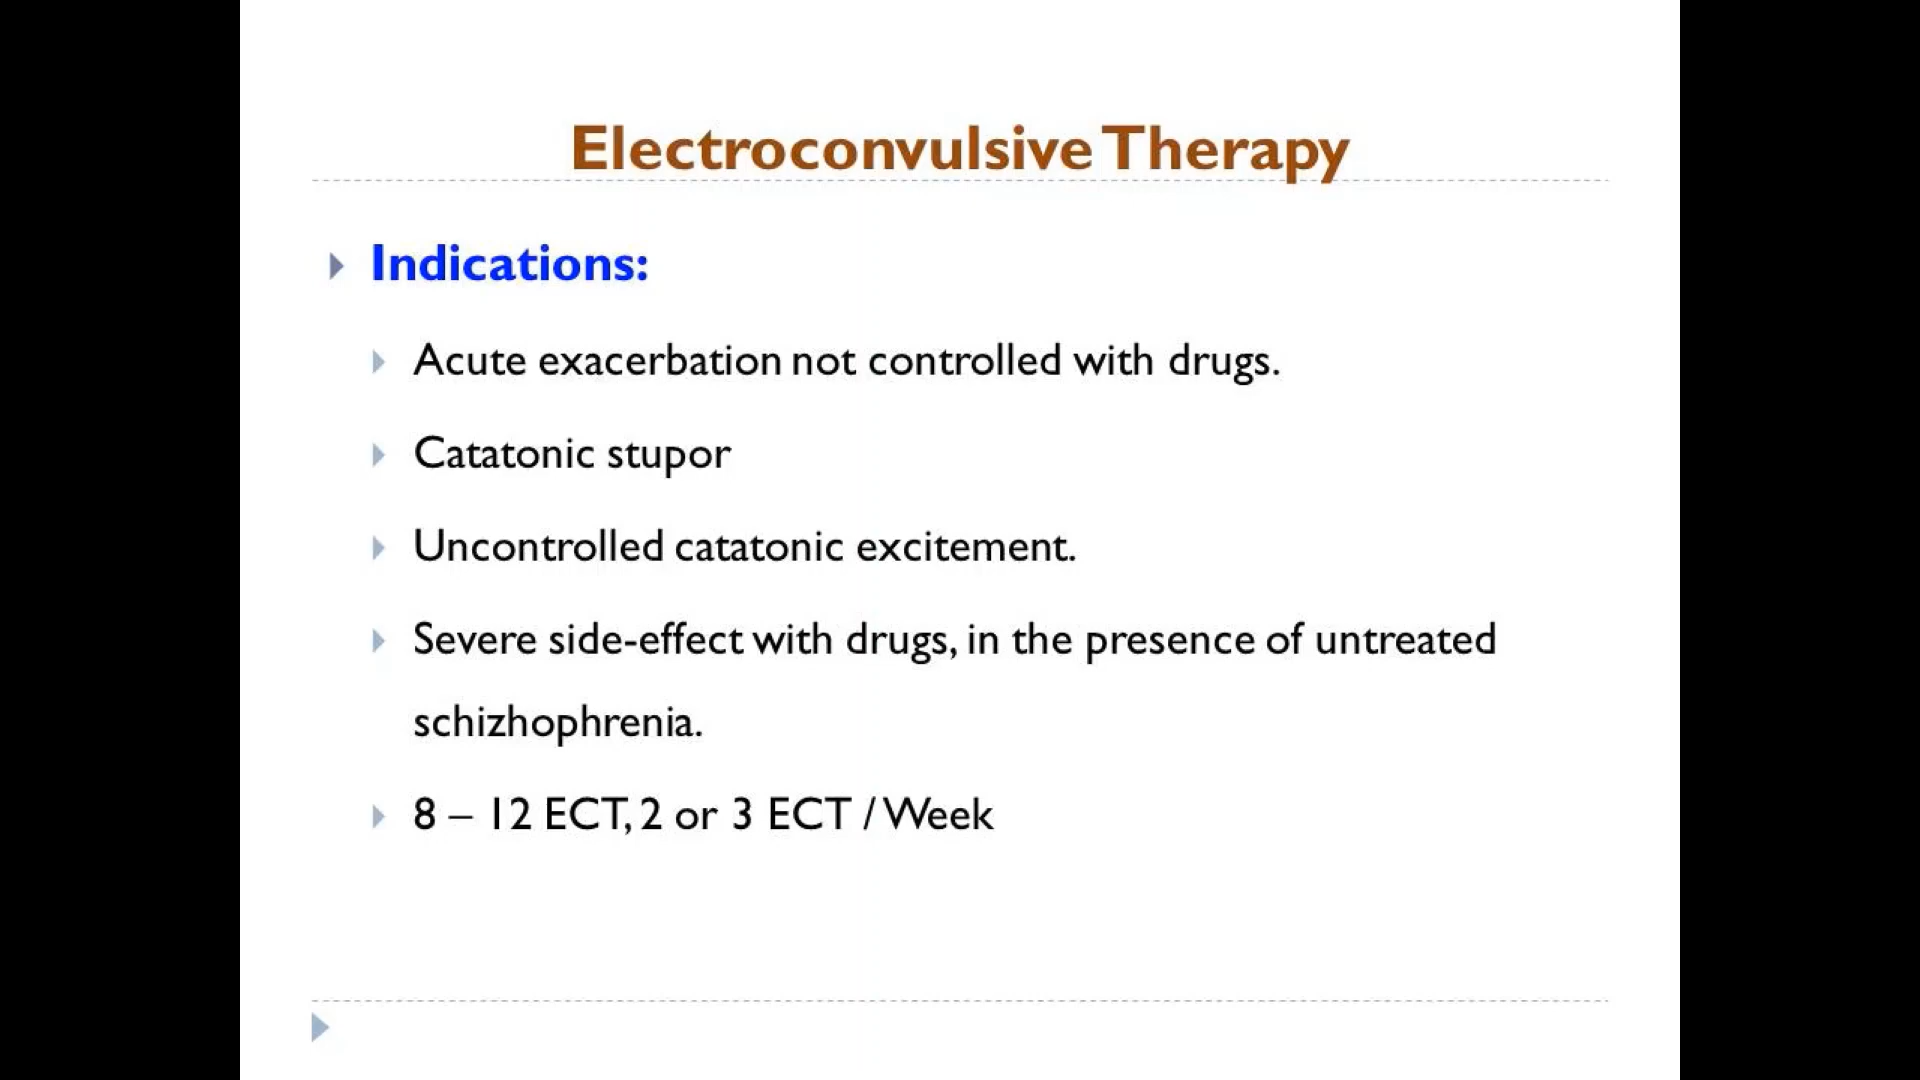 Electroconvulsive Therapy
Indications:
Acute exacerbation not controlled with drugs.
Catatonic stupor
Uncontrolled catatonic excitement.
Severe side-effect with drugs, in the presence of untreated
schizhophrenia.
8 – 12 ECT, 2 or 3 ECT / Week